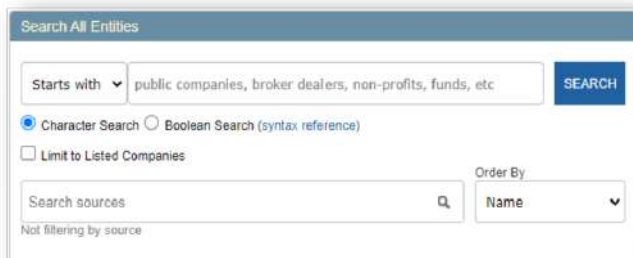 Search All Entities
Starts with public companies, broker dealers, non-profits, funds, etc SEARCH
Character Search Boolean Search (syntax reference)
Limit to Listed Companies
Order By
Search sources Name
Not filtering by source